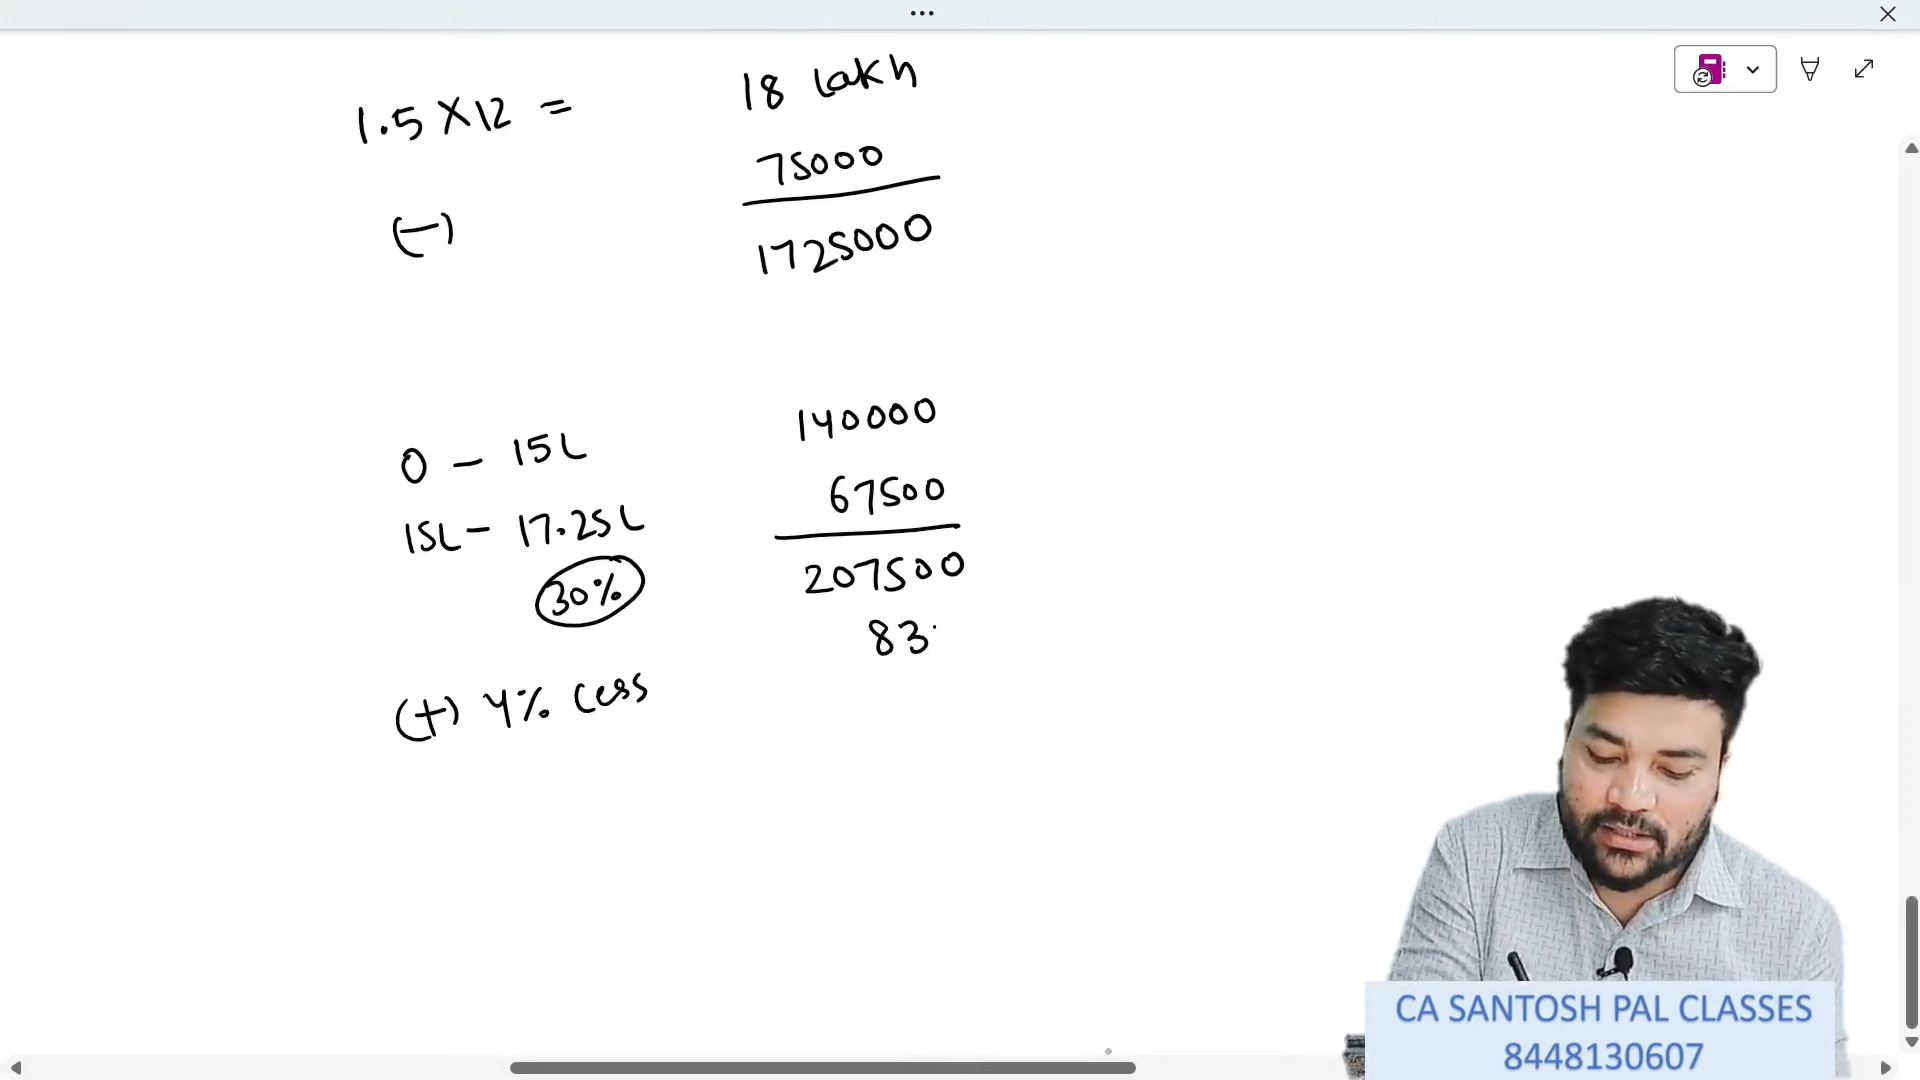 1.5 X 12 = 18 Lakh
(-) 75000
1725000
0 - 15L 140000
15L - 17.25L 67500
30% 207500
(+) 4% Cess 83
CA SANTOSH PAL CLASSES
8448130607